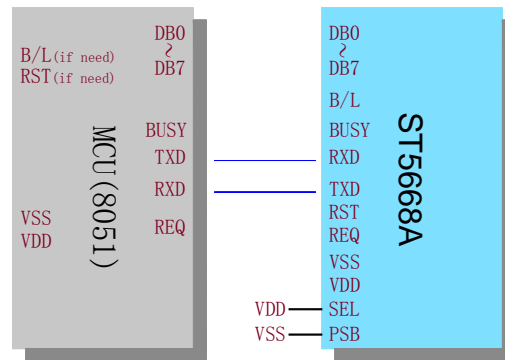 DB0
~
DB7
B/L(if need)
RST(if need)
BUSY
TXD
RXD
REQ
VSS
VDD
MCU(8051)
DB0
~
DB7
B/L
BUSY
RXD
TXD
RST
REQ
VSS
VDD
VDD SEL
VSS PSB
ST5668A